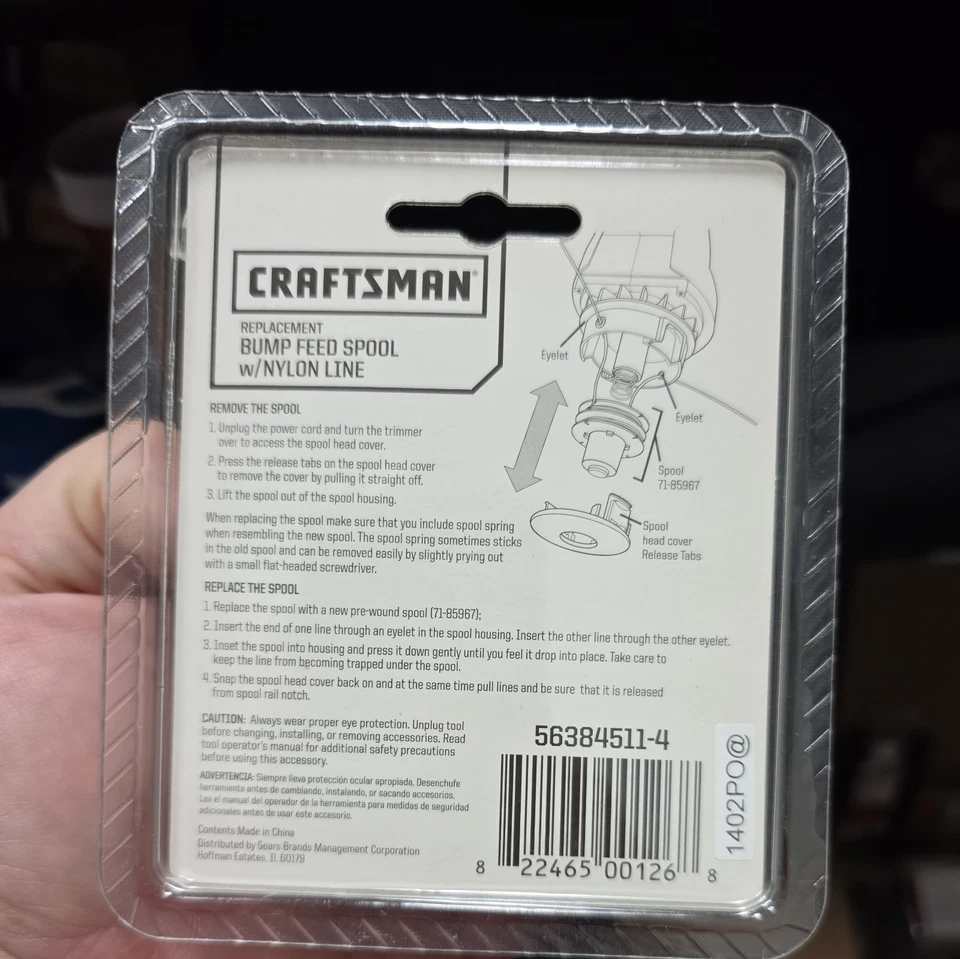 CRAFTSMAN®
REPLACEMENT
BUMP FEED SPOOL
w/NYLON LINE
Eyelet
Eyelet
Spool
71-85967
Spool
head cover
Release Tabs
REMOVE THE SPOOL
1. Unplug the power cord and turn the trimmer
over to access the spool head cover.
2. Press the release tabs on the spool head cover
to remove the cover by pulling it straight off.
3. Lift the spool out of the spool housing.
When replacing the spool make sure that you include spool spring
when resembling the new spool. The spool spring sometimes sticks
in the old spool and can be removed easily by slightly prying out
with a small flat-headed screwdriver.
REPLACE THE SPOOL
1. Replace the spool with a new pre-wound spool (71-85967);
2. Insert the end of one line through an eyelet in the spool housing. Insert the other line through the other eyelet.
3. Inset the spool into housing and press it down gently until you feel it drop into place. Take care to
keep the line from becoming trapped under the spool.
4. Snap the spool head cover back on and at the same time pull lines and be sure that it is released
from spool rail notch.
CAUTION: Always wear proper eye protection. Unplug tool
before changing, installing, or removing accessories. Read
tool operator's manual for additional safety precautions
before using this accessory.
ADVERTENCIA: Siempre lleva protección ocular apropiada. Desenchufe
herramienta antes de cambiando, instalando, or sacando accesorios.
Lea el manual del operador de la herramienta para medidas de seguridad
adicionales antes de usar este accesorio.
Contents Made in China
Distributed by Sears Brands Management Corporation
Hoffman Estates, IL 60179
56384511-4
8 22465 00126 8
1402PO@